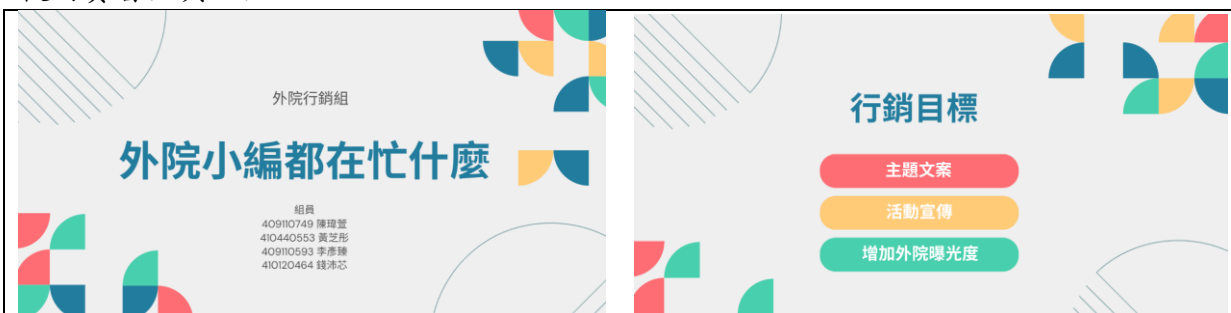 外院行銷組
外院小編都在忙什麼
組員
409110749 陳瑋萱
410440553 黃芝彤
409110593 李彥臻
410120464 錢沛芯
行銷目標
主題文案
活動宣傳
增加外院曝光度